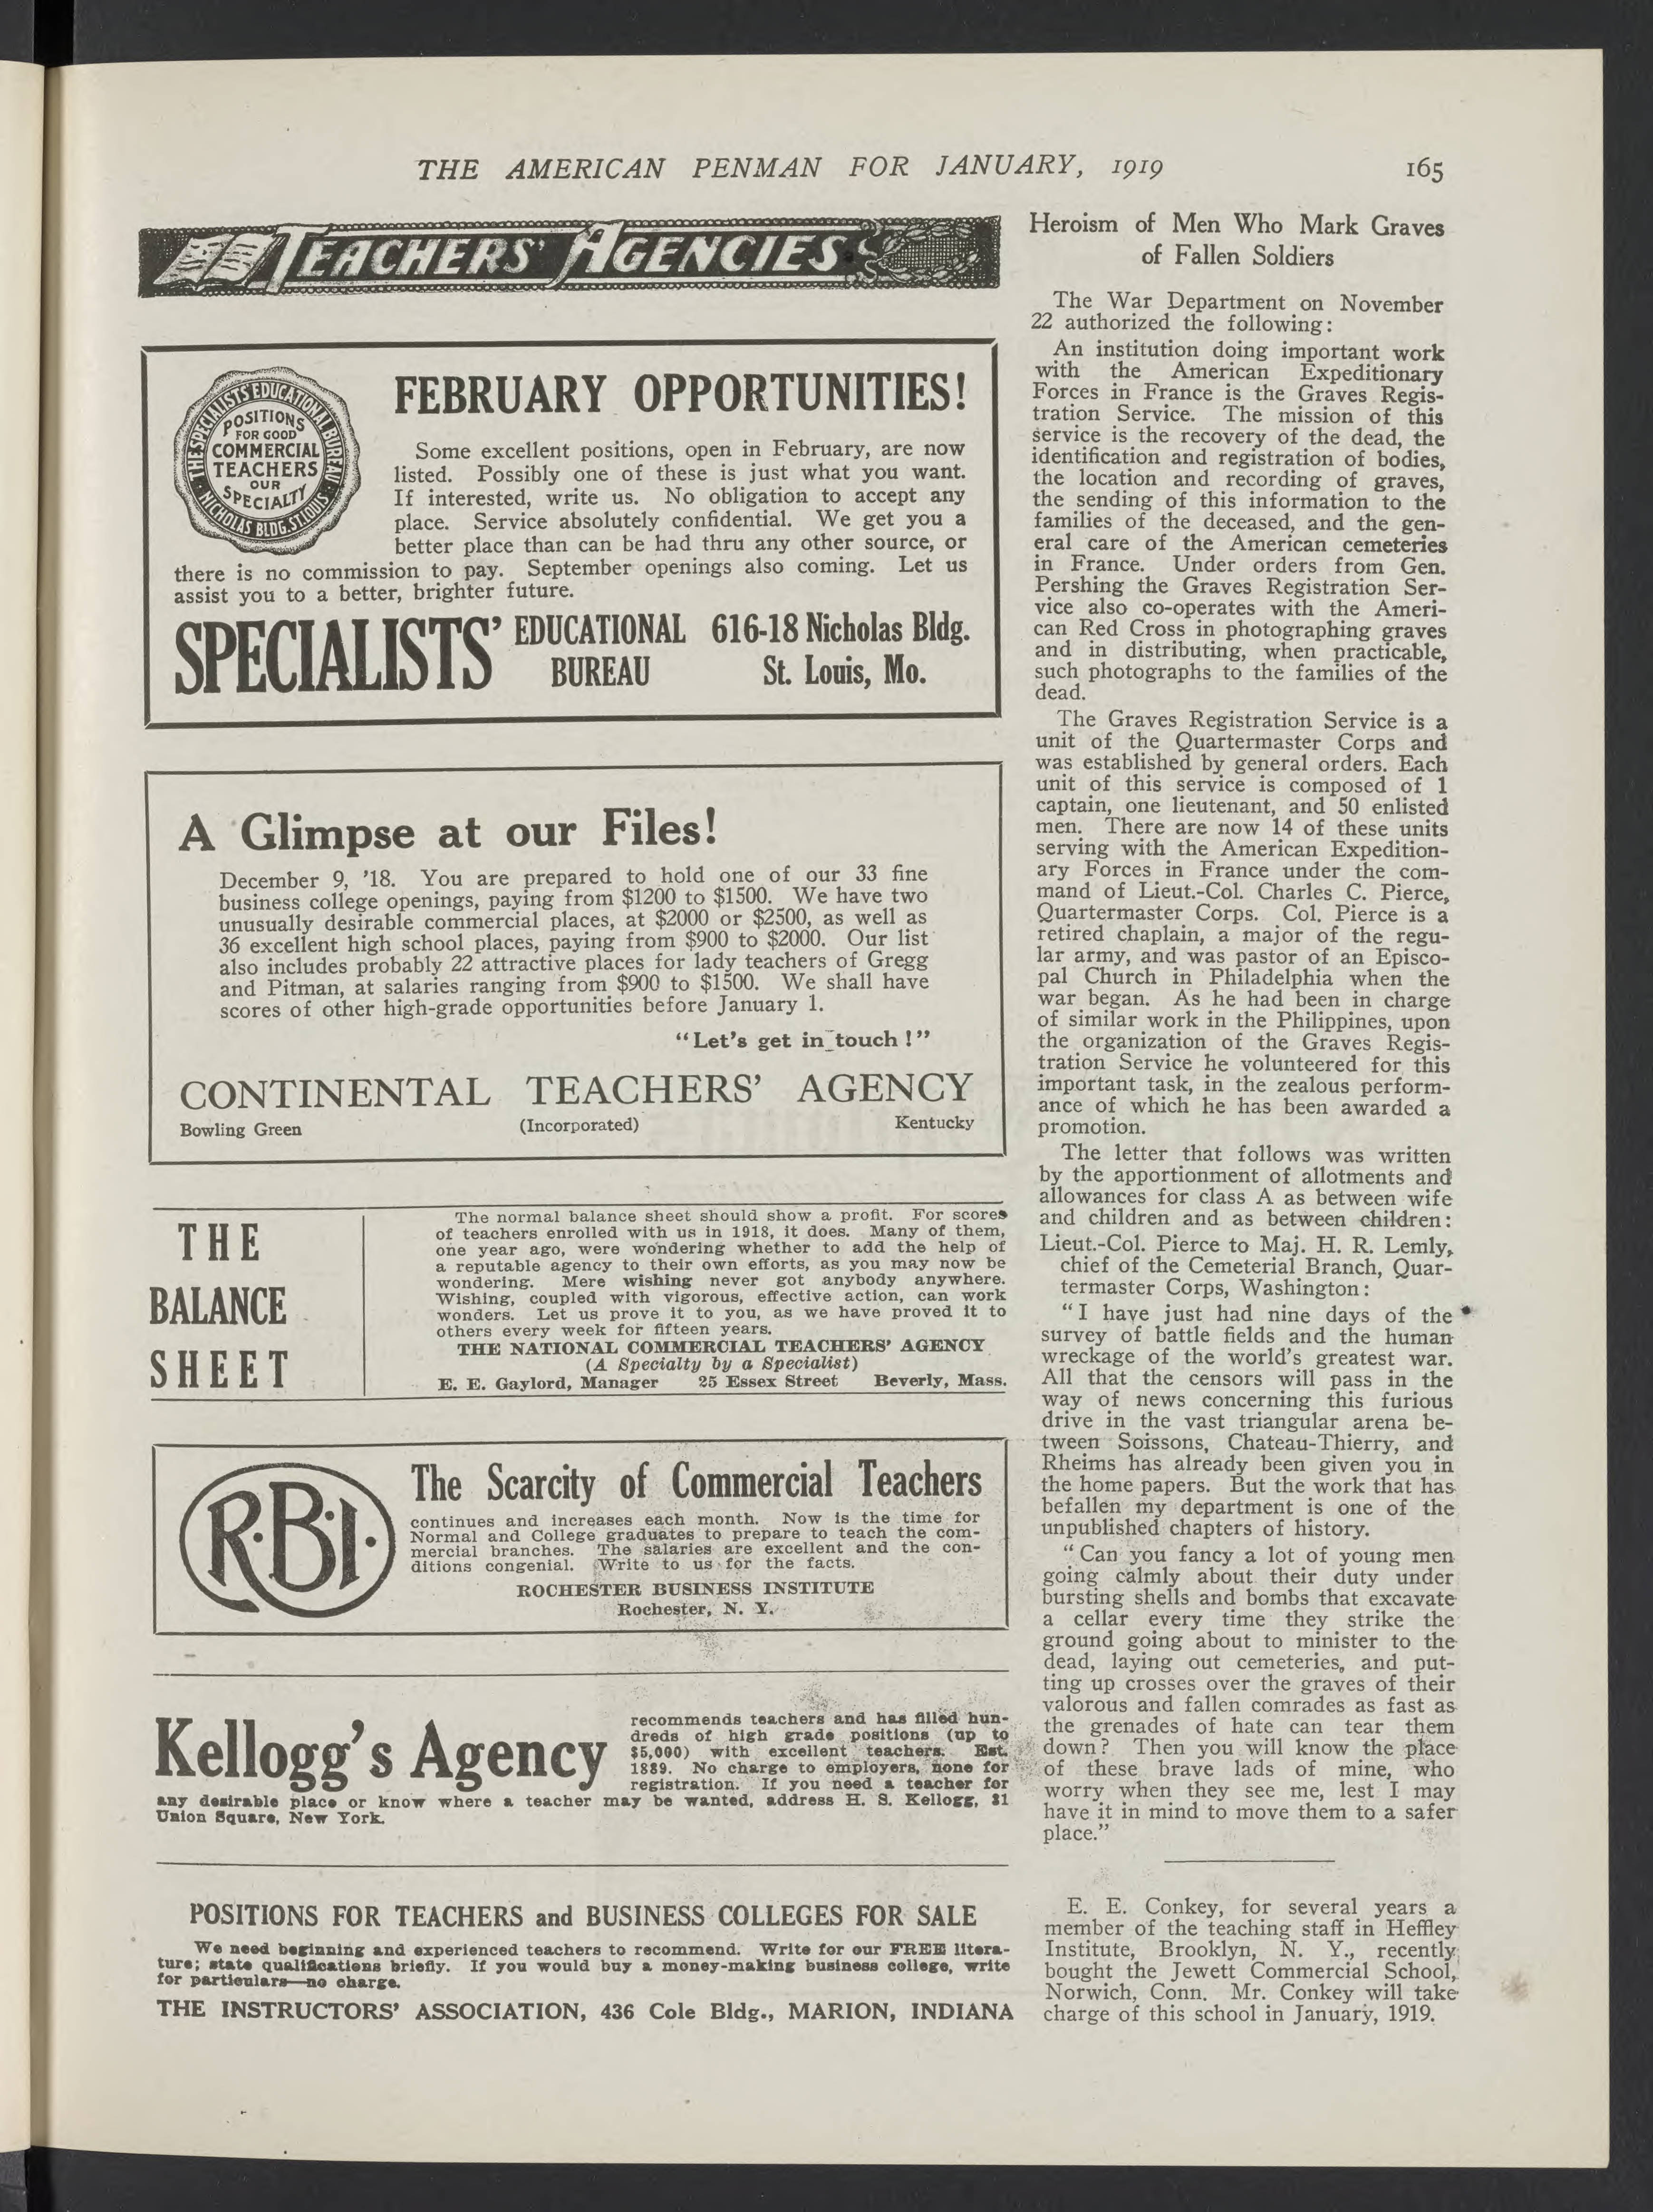 THE AMERICAN PENMAN FOR JANUARY, 1919 165
TEACHERS' AGENCIES
THE SPECIALISTS EDUCATIONAL BUREAU
NICHOLAS BLDG. ST. LOUIS
POSITIONS
FOR GOOD
COMMERCIAL
TEACHERS
OUR
SPECIALTY
FEBRUARY OPPORTUNITIES!
Some excellent positions, open in February, are now
listed. Possibly one of these is just what you want.
If interested, write us. No obligation to accept any
place. Service absolutely confidential. We get you a
better place than can be had thru any other source, or
there is no commission to pay. September openings also coming. Let us
assist you to a better, brighter future.
SPECIALISTS' EDUCATIONAL BUREAU
616-18 Nicholas Bldg.
St. Louis, Mo.
A Glimpse at our Files!
December 9, '18. You are prepared to hold one of our 33 fine
business college openings, paying from $1200 to $1500. We have two
unusually desirable commercial places, at $2000 or $2500, as well as
36 excellent high school places, paying from $900 to $2000. Our list
also includes probably 22 attractive places for lady teachers of Gregg
and Pitman, at salaries ranging from $900 to $1500. We shall have
scores of other high-grade opportunities before January 1.
"Let's get in touch!"
CONTINENTAL TEACHERS' AGENCY
Bowling Green (Incorporated) Kentucky
THE
BALANCE
SHEET
The normal balance sheet should show a profit. For scores
of teachers enrolled with us in 1918, it does. Many of them,
one year ago, were wondering whether to add the help of
a reputable agency to their own efforts, as you may now be
wondering. Mere wishing never got anybody anywhere.
Wishing, coupled with vigorous, effective action, can work
wonders. Let us prove it to you, as we have proved it to
others every week for fifteen years.
THE NATIONAL COMMERCIAL TEACHERS' AGENCY
(A Specialty by a Specialist)
E. E. Gaylord, Manager 25 Essex Street Beverly, Mass.
R·B·I·
The Scarcity of Commercial Teachers
continues and increases each month. Now is the time for
Normal and College graduates to prepare to teach the com-
mercial branches. The salaries are excellent and the con-
ditions congenial. Write to us for the facts.
ROCHESTER BUSINESS INSTITUTE
Rochester, N. Y.
Kellogg's Agency
recommends teachers and has filled hun-
dreds of high grade positions (up to
$5,000) with excellent teachers. Est.
1889. No charge to employers, none for
registration. If you need a teacher for
any desirable place or know where a teacher may be wanted, address H. S. Kellogg, 31
Union Square, New York.
POSITIONS FOR TEACHERS and BUSINESS COLLEGES FOR SALE
We need beginning and experienced teachers to recommend. Write for our FREE litera-
ture; state qualifications briefly. If you would buy a money-making business college, write
for particulars—no charge.
THE INSTRUCTORS' ASSOCIATION, 436 Cole Bldg., MARION, INDIANA
Heroism of Men Who Mark Graves
of Fallen Soldiers
The War Department on November
22 authorized the following:
An institution doing important work
with the American Expeditionary
Forces in France is the Graves Regis-
tration Service. The mission of this
service is the recovery of the dead, the
identification and registration of bodies,
the location and recording of graves,
the sending of this information to the
families of the deceased, and the gen-
eral care of the American cemeteries
in France. Under orders from Gen.
Pershing the Graves Registration Ser-
vice also co-operates with the Ameri-
can Red Cross in photographing graves
and in distributing, when practicable,
such photographs to the families of the
dead.
The Graves Registration Service is a
unit of the Quartermaster Corps and
was established by general orders. Each
unit of this service is composed of 1
captain, one lieutenant, and 50 enlisted
men. There are now 14 of these units
serving with the American Expedition-
ary Forces in France under the com-
mand of Lieut.-Col. Charles C. Pierce,
Quartermaster Corps. Col. Pierce is a
retired chaplain, a major of the regu-
lar army, and was pastor of an Episco-
pal Church in Philadelphia when the
war began. As he had been in charge
of similar work in the Philippines, upon
the organization of the Graves Regis-
tration Service he volunteered for this
important task, in the zealous perform-
ance of which he has been awarded a
promotion.
The letter that follows was written
by the apportionment of allotments and
allowances for class A as between wife
and children and as between children:
Lieut.-Col. Pierce to Maj. H. R. Lemly,
chief of the Cemeterial Branch, Quar-
termaster Corps, Washington:
"I have just had nine days of the
survey of battle fields and the human
wreckage of the world's greatest war.
All that the censors will pass in the
way of news concerning this furious
drive in the vast triangular arena be-
tween Soissons, Chateau-Thierry, and
Rheims has already been given you in
the home papers. But the work that has
befallen my department is one of the
unpublished chapters of history.
"Can you fancy a lot of young men
going calmly about their duty under
bursting shells and bombs that excavate
a cellar every time they strike the
ground going about to minister to the
dead, laying out cemeteries, and put-
ting up crosses over the graves of their
valorous and fallen comrades as fast as
the grenades of hate can tear them
down? Then you will know the place
of these brave lads of mine, who
worry when they see me, lest I may
have it in mind to move them to a safer
place."
E. E. Conkey, for several years a
member of the teaching staff in Heffley
Institute, Brooklyn, N. Y., recently
bought the Jewett Commercial School,
Norwich, Conn. Mr. Conkey will take
charge of this school in January, 1919.